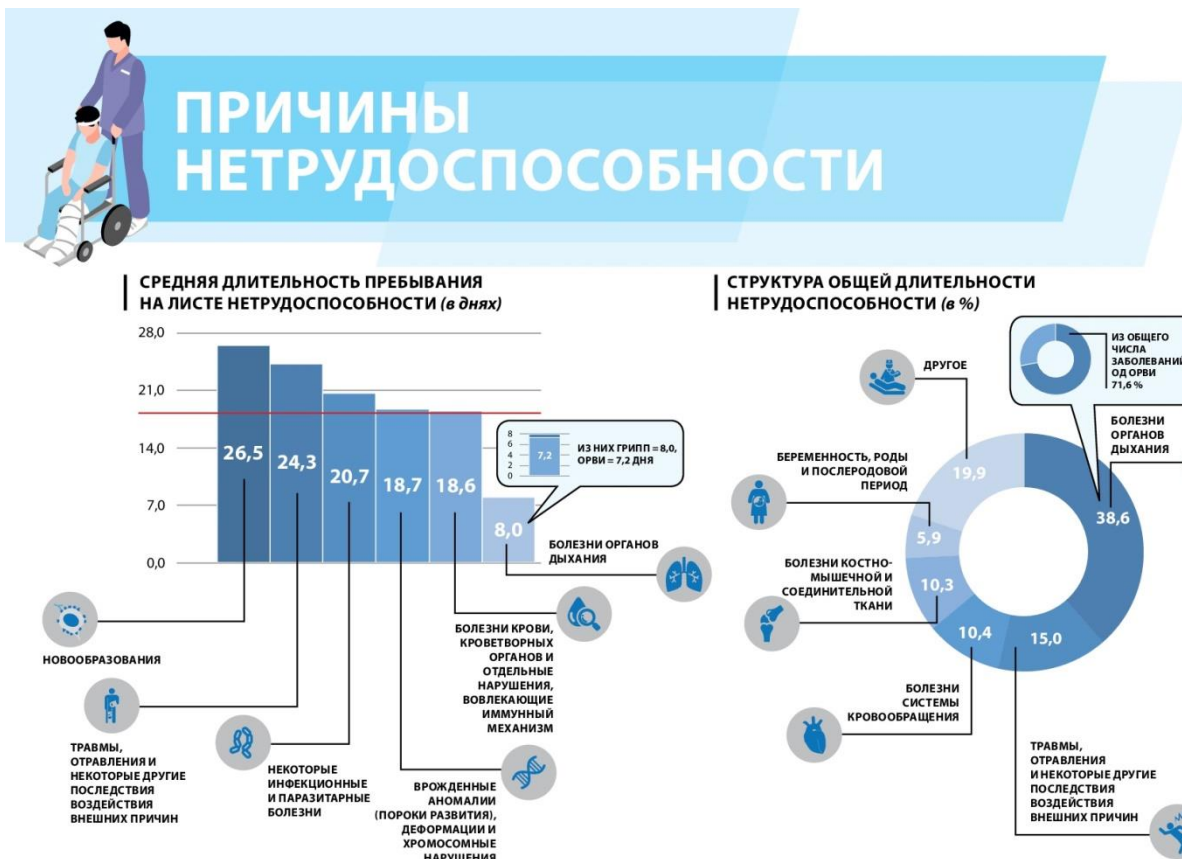 ПРИЧИНЫ
НЕТРУДОСПОСОБНОСТИ
СРЕДНЯЯ ДЛИТЕЛЬНОСТЬ ПРЕБЫВАНИЯ
НА ЛИСТЕ НЕТРУДОСПОСОБНОСТИ (в днях)
28,0
21,0
14,0
7,0
0,0
26,5
24,3
20,7
18,7
18,6
8,0
8
6
4
2
0
7,2
ИЗ НИХ ГРИПП = 8,0,
ОРВИ = 7,2 ДНЯ
БОЛЕЗНИ ОРГАНОВ
ДЫХАНИЯ
НОВООБРАЗОВАНИЯ
ТРАВМЫ,
ОТРАВЛЕНИЯ И
НЕКОТОРЫЕ ДРУГИЕ
ПОСЛЕДСТВИЯ
ВОЗДЕЙСТВИЯ
ВНЕШНИХ ПРИЧИН
НЕКОТОРЫЕ
ИНФЕКЦИОННЫЕ
И ПАРАЗИТАРНЫЕ
БОЛЕЗНИ
ВРОЖДЕННЫЕ
АНОМАЛИИ
(ПОРОКИ РАЗВИТИЯ),
ДЕФОРМАЦИИ И
ХРОМОСОМНЫЕ
НАРУШЕНИЯ
БОЛЕЗНИ КРОВИ,
КРОВЕТВОРНЫХ
ОРГАНОВ И
ОТДЕЛЬНЫЕ
НАРУШЕНИЯ,
ВОВЛЕКАЮЩИЕ
ИММУННЫЙ
МЕХАНИЗМ
СТРУКТУРА ОБЩЕЙ ДЛИТЕЛЬНОСТИ
НЕТРУДОСПОСОБНОСТИ (в %)
ИЗ ОБЩЕГО
ЧИСЛА
ЗАБОЛЕВАНИЙ
ОД ОРВИ
71,6 %
ДРУГОЕ
БОЛЕЗНИ
ОРГАНОВ
ДЫХАНИЯ
БЕРЕМЕННОСТЬ, РОДЫ
И ПОСЛЕРОДОВОЙ
ПЕРИОД
БОЛЕЗНИ КОСТНО-
МЫШЕЧНОЙ И
СОЕДИНИТЕЛЬНОЙ
ТКАНИ
19,9
5,9
10,3
10,4
15,0
38,6
БОЛЕЗНИ
СИСТЕМЫ
КРОВООБРАЩЕНИЯ
ТРАВМЫ,
ОТРАВЛЕНИЯ
И НЕКОТОРЫЕ ДРУГИЕ
ПОСЛЕДСТВИЯ
ВОЗДЕЙСТВИЯ
ВНЕШНИХ ПРИЧИН